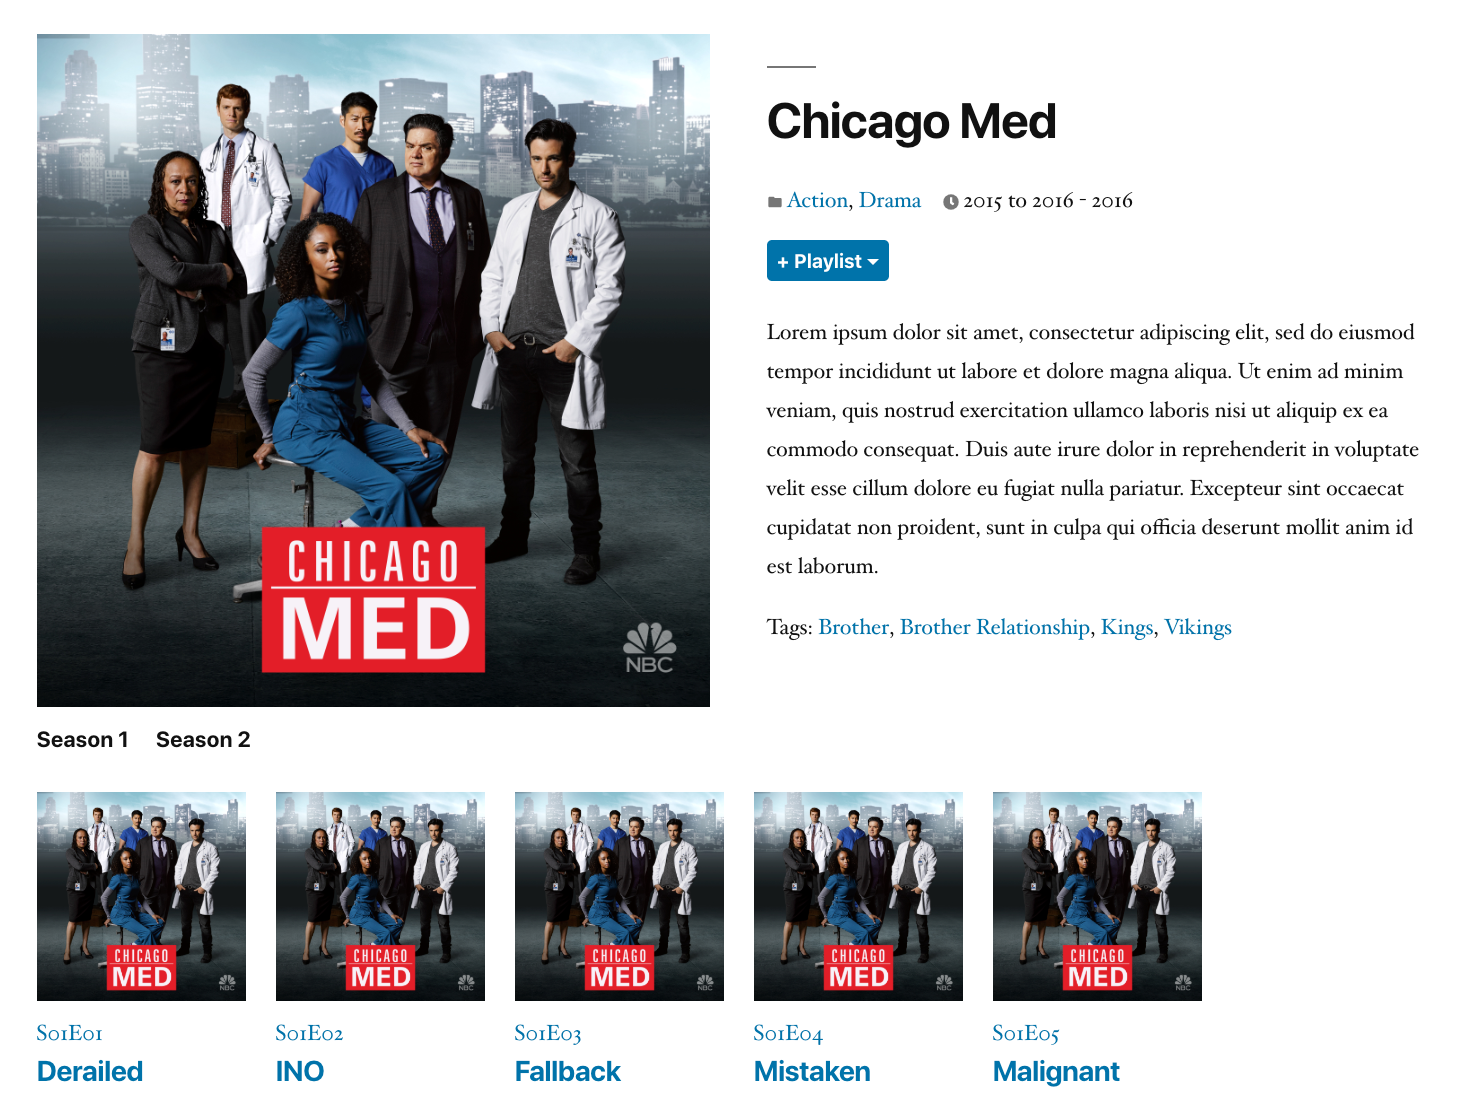 CHICAGO
MED
NBC
Chicago Med
Action, Drama 2015 to 2016 - 2016
+ Playlist
Lorem ipsum dolor sit amet, consectetur adipiscing elit, sed do eiusmod
tempor incididunt ut labore et dolore magna aliqua. Ut enim ad minim
veniam, quis nostrud exercitation ullamco laboris nisi ut aliquip ex ea
commodo consequat. Duis aute irure dolor in reprehenderit in voluptate
velit esse cillum dolore eu fugiat nulla pariatur. Excepteur sint occaecat
cupidatat non proident, sunt in culpa qui officia deserunt mollit anim id
est laborum.
Tags: Brother, Brother Relationship, Kings, Vikings
Season 1 Season 2
CHICAGO
MED
NBC
CHICAGO
MED
NBC
CHICAGO
MED
NBC
CHICAGO
MED
NBC
CHICAGO
MED
NBC
S01E01 S01E02 S01E03 S01E04 S01E05
Derailed INO Fallback Mistaken Malignant